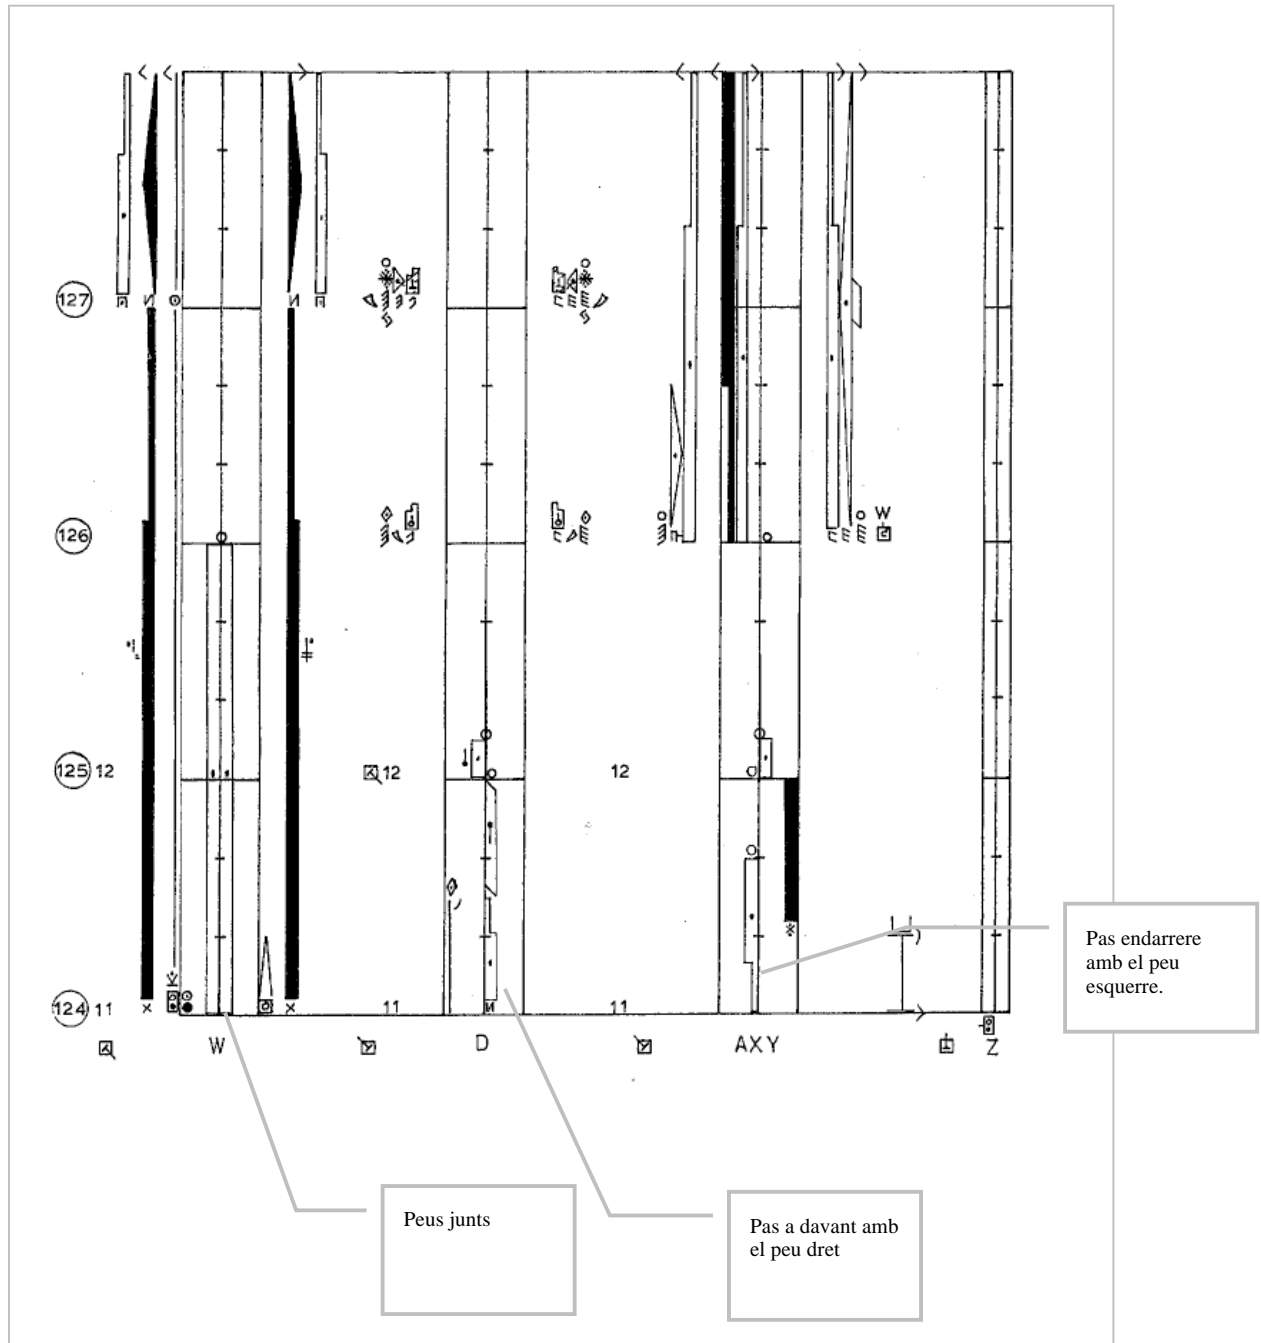 127
126
W
125 12
12
12
124 11
11
11
W
D
AXY
Z
Pas endarrere
amb el peu
esquerre.
Peus junts
Pas a davant amb
el peu dret